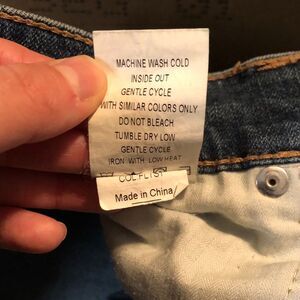 MACHINE WASH COLD
INSIDE OUT
GENTLE CYCLE
WITH SIMILAR COLORS ONLY
DO NOT BLEACH
TUMBLE DRY LOW
GENTLE CYCLE
IRON WITH LOW HEAT
Made in China